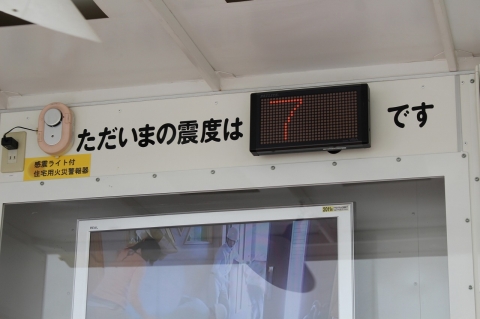 ただいまの震度は 7 です
感震ライト付
住宅用火災警報器